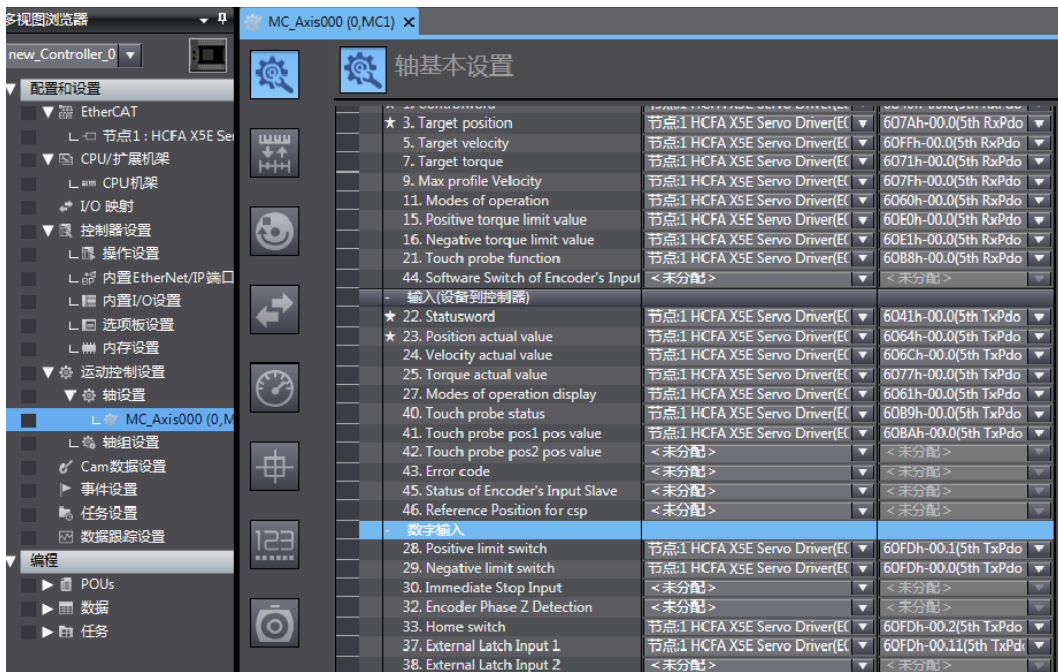 多视图浏览器
MC_Axis000 (0,MC1)
new_Controller_0
轴基本设置
配置和设置
EtherCAT
节点1 : HCFA X5E Ser
CPU/扩展机架
CPU机架
I/O 映射
控制器设置
操作设置
内置EtherNet/IP端口
内置I/O设置
选项板设置
内存设置
运动控制设置
轴设置
MC_Axis000 (0,M
轴组设置
Cam数据设置
事件设置
任务设置
数据跟踪设置
编程
POUs
数据
任务
★ 3. Target position 节点:1 HCFA X5E Servo Driver(E( 607Ah-00.0(5th RxPdo
5. Target velocity 节点:1 HCFA X5E Servo Driver(E( 60FFh-00.0(5th RxPdo
7. Target torque 节点:1 HCFA X5E Servo Driver(E( 6071h-00.0(5th RxPdo
9. Max profile Velocity 节点:1 HCFA X5E Servo Driver(E( 607Fh-00.0(5th RxPdo
11. Modes of operation 节点:1 HCFA X5E Servo Driver(E( 6060h-00.0(5th RxPdo
15. Positive torque limit value 节点:1 HCFA X5E Servo Driver(E( 60E0h-00.0(5th RxPdo
16. Negative torque limit value 节点:1 HCFA X5E Servo Driver(E( 60E1h-00.0(5th RxPdo
21. Touch probe function 节点:1 HCFA X5E Servo Driver(E( 60B8h-00.0(5th RxPdo
44. Software Switch of Encoder's Input <未分配> <未分配>
- 输入(设备到控制器)
★ 22. Statusword 节点:1 HCFA X5E Servo Driver(E( 6041h-00.0(5th TxPdo
★ 23. Position actual value 节点:1 HCFA X5E Servo Driver(E( 6064h-00.0(5th TxPdo
24. Velocity actual value 节点:1 HCFA X5E Servo Driver(E( 606Ch-00.0(5th TxPdo
25. Torque actual value 节点:1 HCFA X5E Servo Driver(E( 6077h-00.0(5th TxPdo
27. Modes of operation display 节点:1 HCFA X5E Servo Driver(E( 6061h-00.0(5th TxPdo
40. Touch probe status 节点:1 HCFA X5E Servo Driver(E( 60B9h-00.0(5th TxPdo
41. Touch probe pos1 pos value 节点:1 HCFA X5E Servo Driver(E( 60BAh-00.0(5th TxPdo
42. Touch probe pos2 pos value <未分配> <未分配>
43. Error code <未分配> <未分配>
45. Status of Encoder's Input Slave <未分配> <未分配>
46. Reference Position for csp <未分配> <未分配>
- 数字输入
28. Positive limit switch 节点:1 HCFA X5E Servo Driver(E( 60FDh-00.1(5th TxPdo
29. Negative limit switch 节点:1 HCFA X5E Servo Driver(E( 60FDh-00.0(5th TxPdo
30. Immediate Stop Input <未分配> <未分配>
32. Encoder Phase Z Detection <未分配> <未分配>
33. Home switch 节点:1 HCFA X5E Servo Driver(E( 60FDh-00.2(5th TxPdo
37. External Latch Input 1 节点:1 HCFA X5E Servo Driver(E( 60FDh-00.11(5th TxPd(
38. External Latch Input 2 <未分配> <未分配>
123